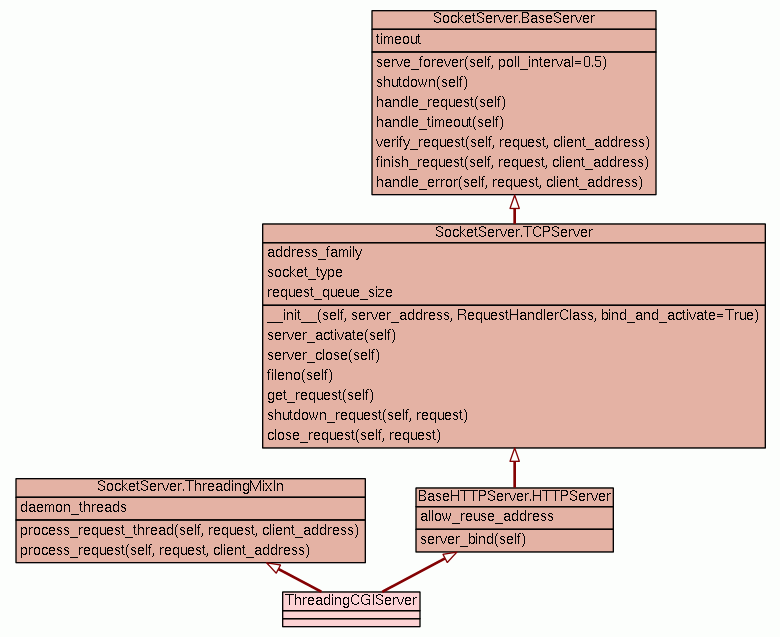 SocketServer.BaseServer
timeout
serve_forever(self, poll_interval=0.5)
shutdown(self)
handle_request(self)
handle_timeout(self)
verify_request(self, request, client_address)
finish_request(self, request, client_address)
handle_error(self, request, client_address)
SocketServer.TCPServer
address_family
socket_type
request_queue_size
__init__(self, server_address, RequestHandlerClass, bind_and_activate=True)
server_activate(self)
server_close(self)
fileno(self)
get_request(self)
shutdown_request(self, request)
close_request(self, request)
SocketServer.ThreadingMixIn
daemon_threads
process_request_thread(self, request, client_address)
process_request(self, request, client_address)
BaseHTTPServer.HTTPServer
allow_reuse_address
server_bind(self)
ThreadingCGIServer